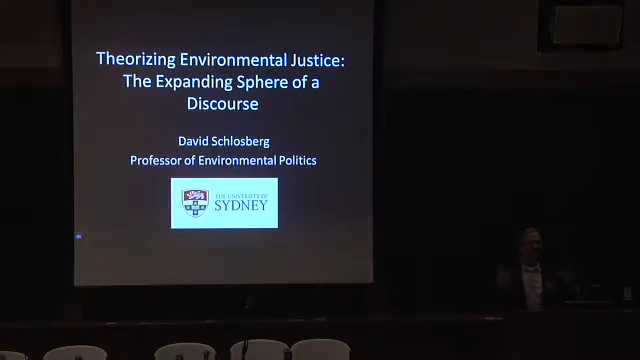 Theorizing Environmental Justice:
The Expanding Sphere of a
Discourse
David Schlosberg
Professor of Environmental Politics
THE UNIVERSITY OF
SYDNEY